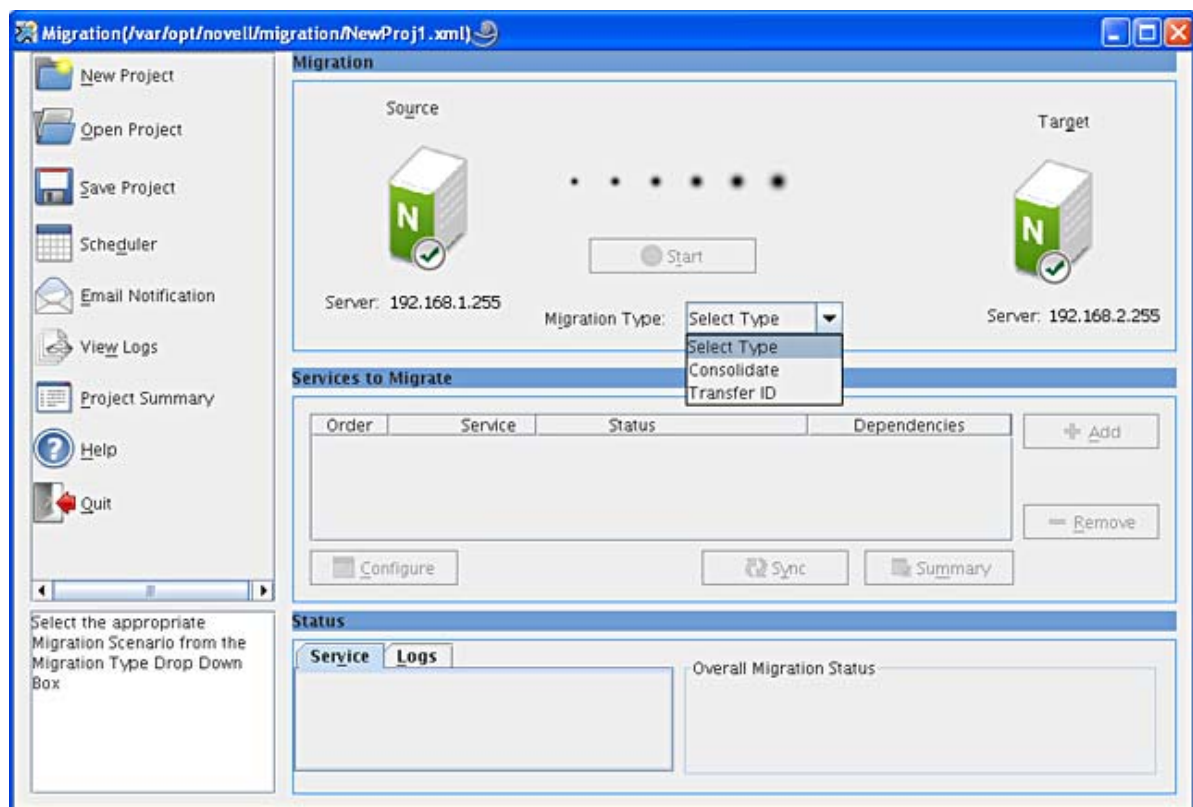 Migration(/var/opt/novell/migration/NewProj1.xml)
New Project
Open Project
Save Project
Scheduler
Email Notification
View Logs
Project Summary
Help
Quit
Select the appropriate
Migration Scenario from the
Migration Type Drop Down
Box
Migration
Source
Target
N
N
Start
Server: 192.168.1.255
Server: 192.168.2.255
Migration Type: Select Type
Select Type
Consolidate
Transfer ID
Services to Migrate
Order Service Status Dependencies
Add
Remove
Configure
Sync
Summary
Status
Service Logs
Overall Migration Status